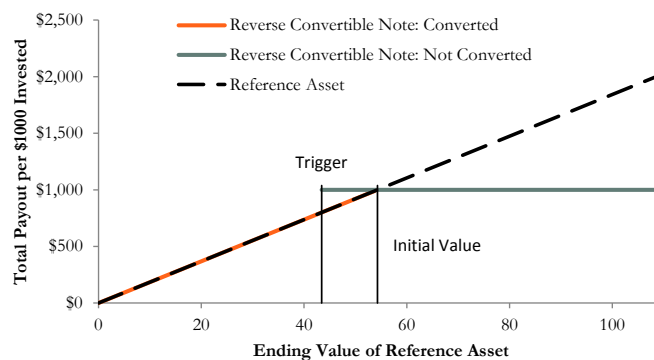 $2,500
$2,000
$1,500
$1,000
$500
$0
Total Payout per $1000 Invested
Reverse Convertible Note: Converted
Reverse Convertible Note: Not Converted
Reference Asset
Trigger
Initial Value
0 20 40 60 80 100
Ending Value of Reference Asset